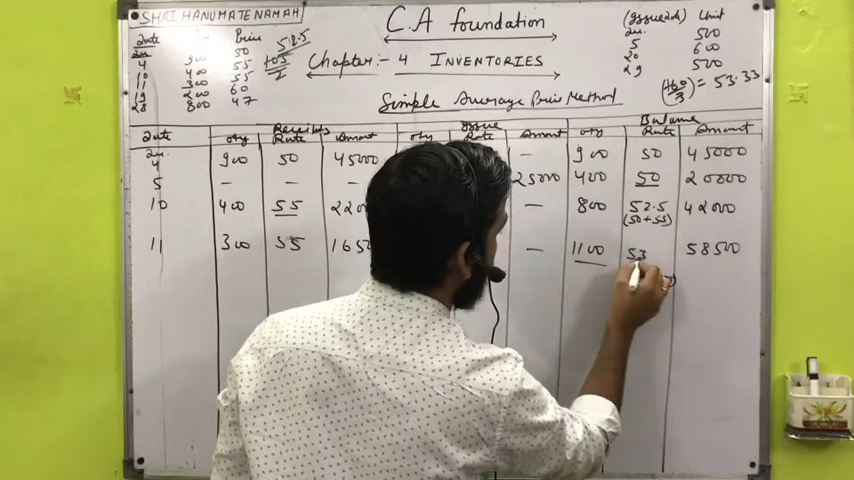 SHRI HANUMATE NAMAH
C.A foundation
Chapter:- 4 INVENTORIES
Simple Average Price Method
Date Price
50
4 900 55
10 400 55
11 300 60
19 200 47
28 800
52.5
105
2
(Issue Unit
5 500
20 600
29 500
(160/3) = 53.33
Receipts Issue Balance
Date Qty Rate Amount Qty Rate Amount Qty Rate Amount
4 900 50 45000 — 900 50 45000
5 — — — 25000 400 50 20000
10 400 55 — 800 52.5 42000
(50+55)
11 300 55 — 1100 53 58500